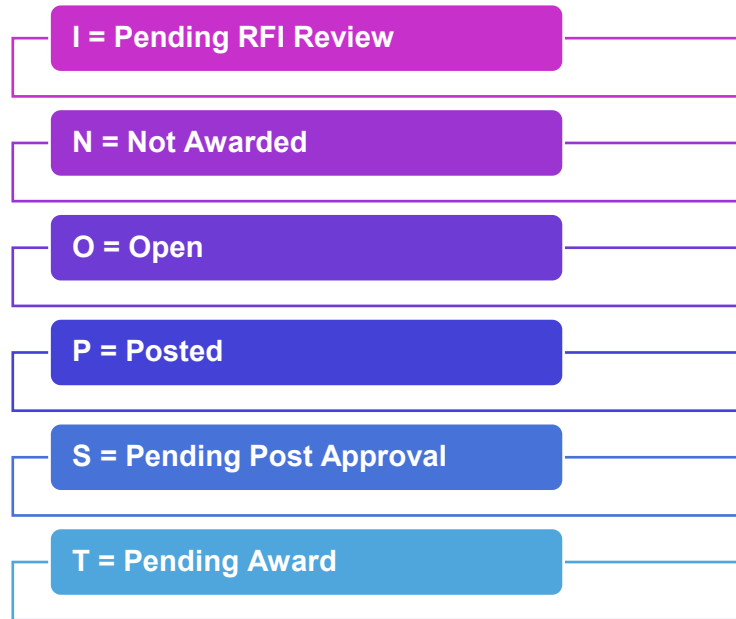 I = Pending RFI Review
N = Not Awarded
O = Open
P = Posted
S = Pending Post Approval
T = Pending Award